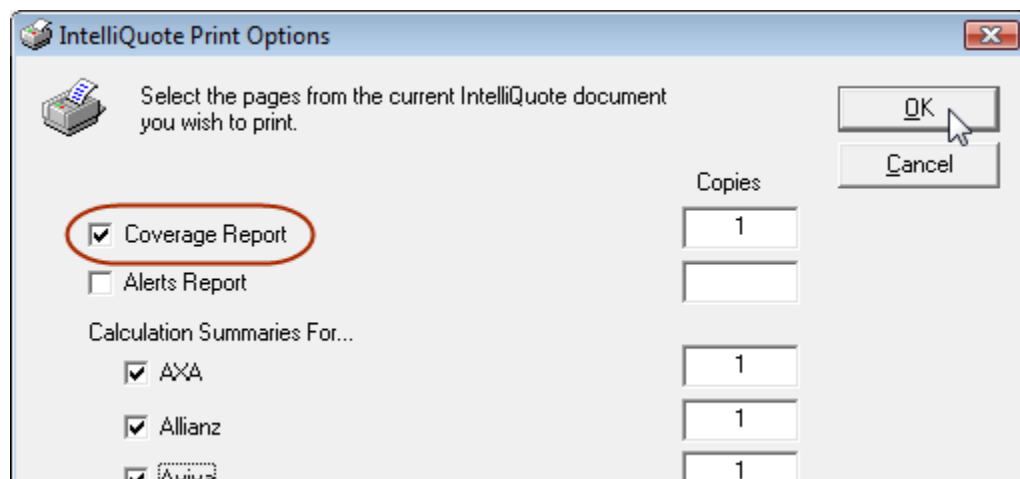 IntelliQuote Print Options
Select the pages from the current IntelliQuote document
you wish to print.
OK
Cancel
Copies
Coverage Report 1
Alerts Report
Calculation Summaries For...
AXA 1
Allianz 1
Aviva 1